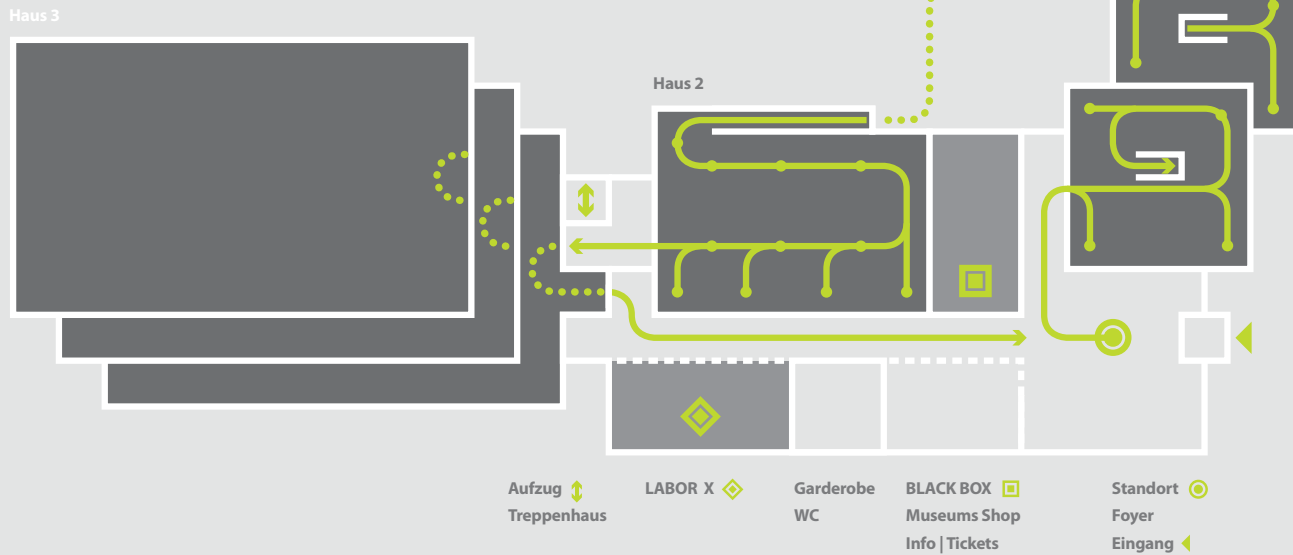 Haus 3
Haus 2
Aufzug
Treppenhaus
LABOR X
Garderobe
WC
BLACK BOX
Museums Shop
Info | Tickets
Standort
Foyer
Eingang